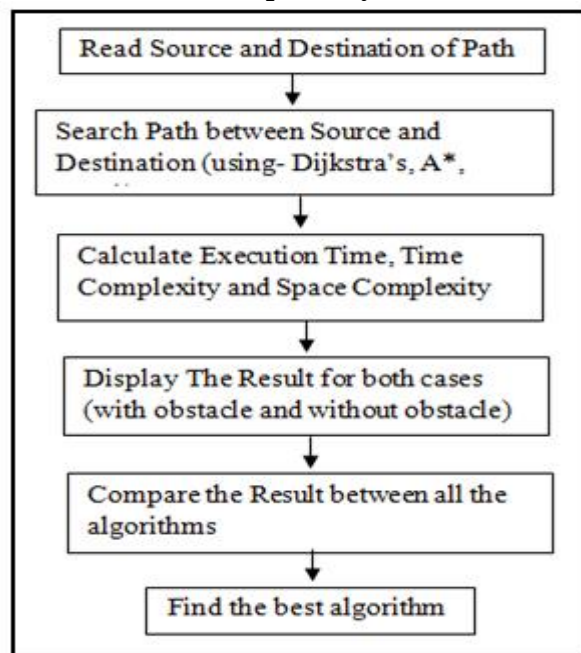 Read Source and Destination of Path
Search Path between Source and
Destination (using- Dijkstra's, A*,
Calculate Execution Time, Time
Complexity and Space Complexity
Display The Result for both cases
(with obstacle and without obstacle)
Compare the Result between all the
algorithms
Find the best algorithm